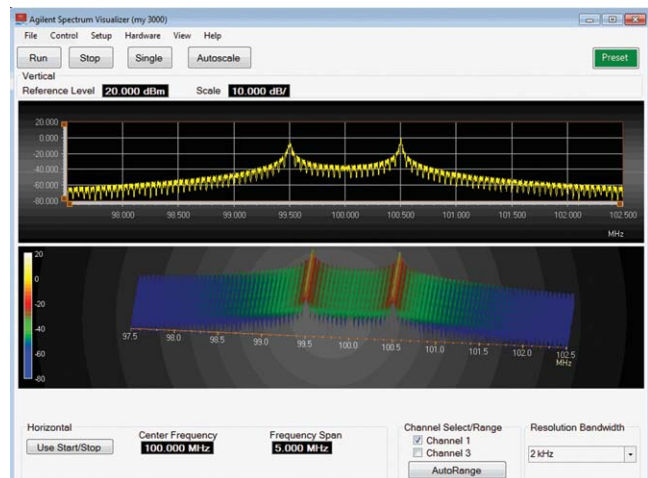 Agilent Spectrum Visualizer (my 3000)
File Control Setup Hardware View Help
Run Stop Single Autoscale Preset
Vertical
Reference Level 20.000 dBm Scale 10.000 dB/
20.000
0.000
-20.000
-40.000
-60.000
-80.000
98.000 98.500 99.000 99.500 100.000 100.500 101.000 101.500 102.000 102.500
MHz
20
0
-20
-40
-60
-80
97.5 98.0 98.5 99.0 99.5 100.0 100.5 101.0 101.5 102.0 102.5
MHz
Horizontal
Use Start/Stop
Center Frequency
100.000 MHz
Frequency Span
5.000 MHz
Channel Select/Range
Channel 1
Channel 3
AutoRange
Resolution Bandwidth
2 kHz